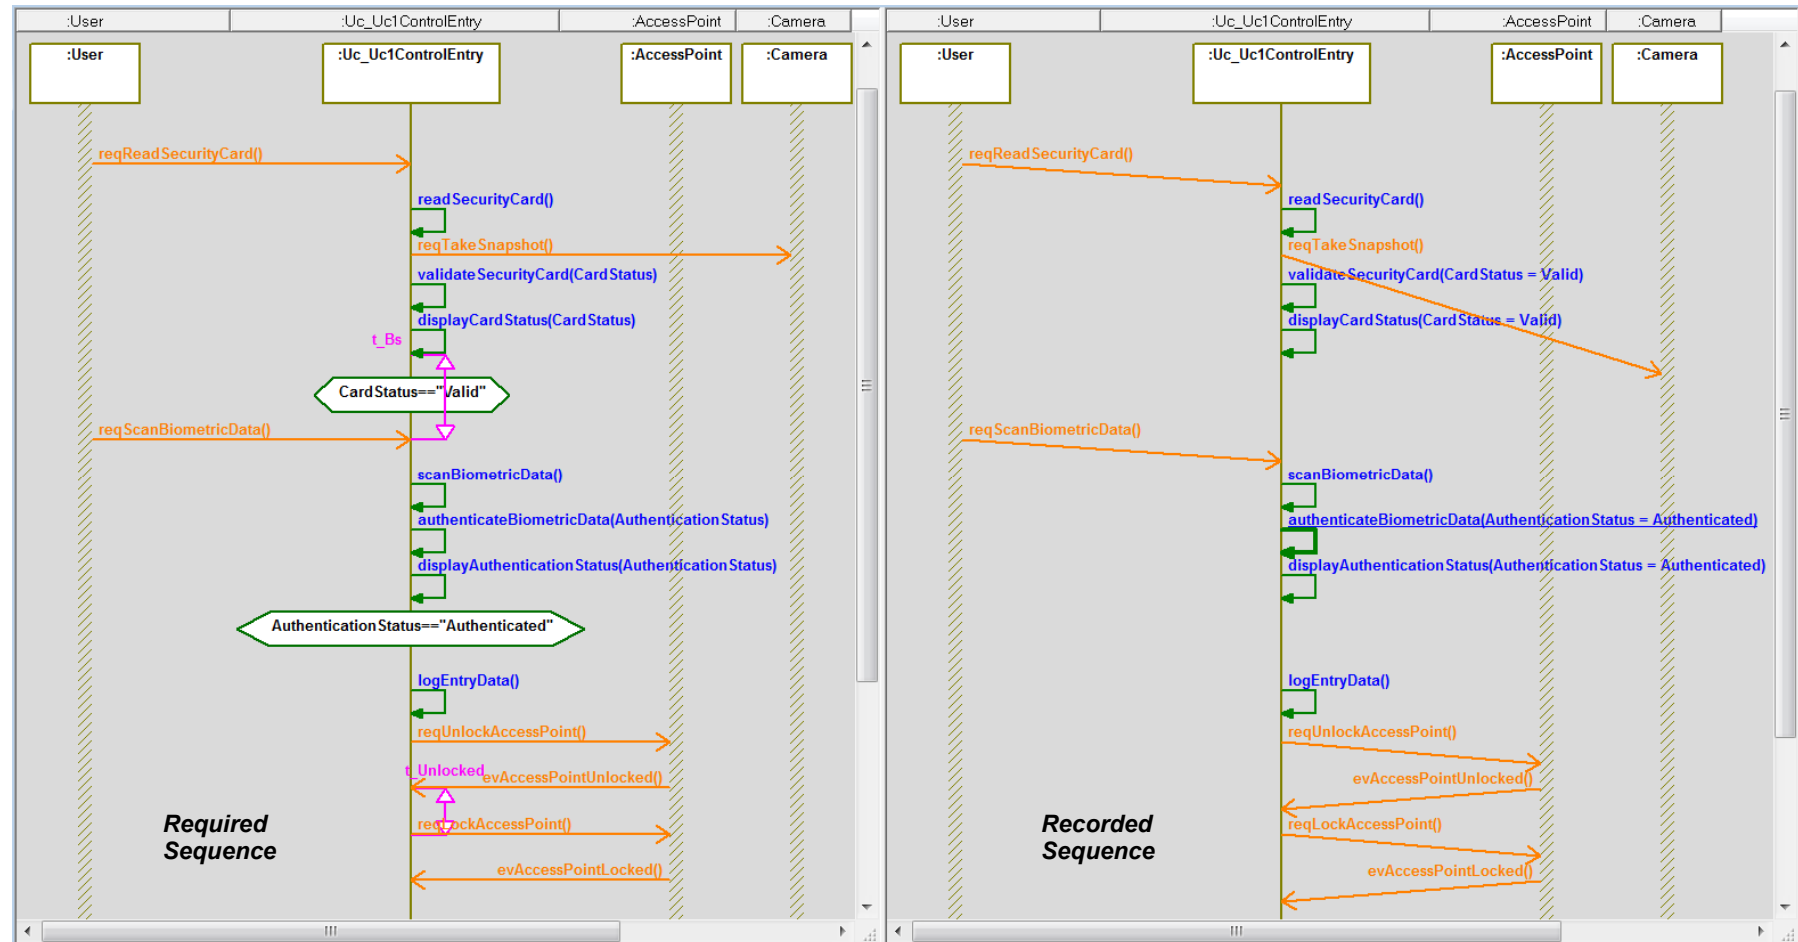 :User :Uc_Uc1ControlEntry :AccessPoint :Camera
:User :Uc_Uc1ControlEntry :AccessPoint :Camera
reqReadSecurityCard()
readSecurityCard()
reqTakeSnapshot()
validateSecurityCard(CardStatus)
displayCardStatus(CardStatus)
t_Bs
CardStatus=="Valid"
reqScanBiometricData()
scanBiometricData()
authenticateBiometricData(AuthenticationStatus)
displayAuthenticationStatus(AuthenticationStatus)
AuthenticationStatus=="Authenticated"
logEntryData()
reqUnlockAccessPoint()
t_Unlocked
evAccessPointUnlocked()
reqLockAccessPoint()
evAccessPointLocked()
Required
Sequence
:User :Uc_Uc1ControlEntry :AccessPoint :Camera
:User :Uc_Uc1ControlEntry :AccessPoint :Camera
reqReadSecurityCard()
readSecurityCard()
reqTakeSnapshot()
validateSecurityCard(CardStatus = Valid)
displayCardStatus(CardStatus = Valid)
reqScanBiometricData()
scanBiometricData()
authenticateBiometricData(AuthenticationStatus = Authenticated)
displayAuthenticationStatus(AuthenticationStatus = Authenticated)
logEntryData()
reqUnlockAccessPoint()
evAccessPointUnlocked()
reqLockAccessPoint()
evAccessPointLocked()
Recorded
Sequence